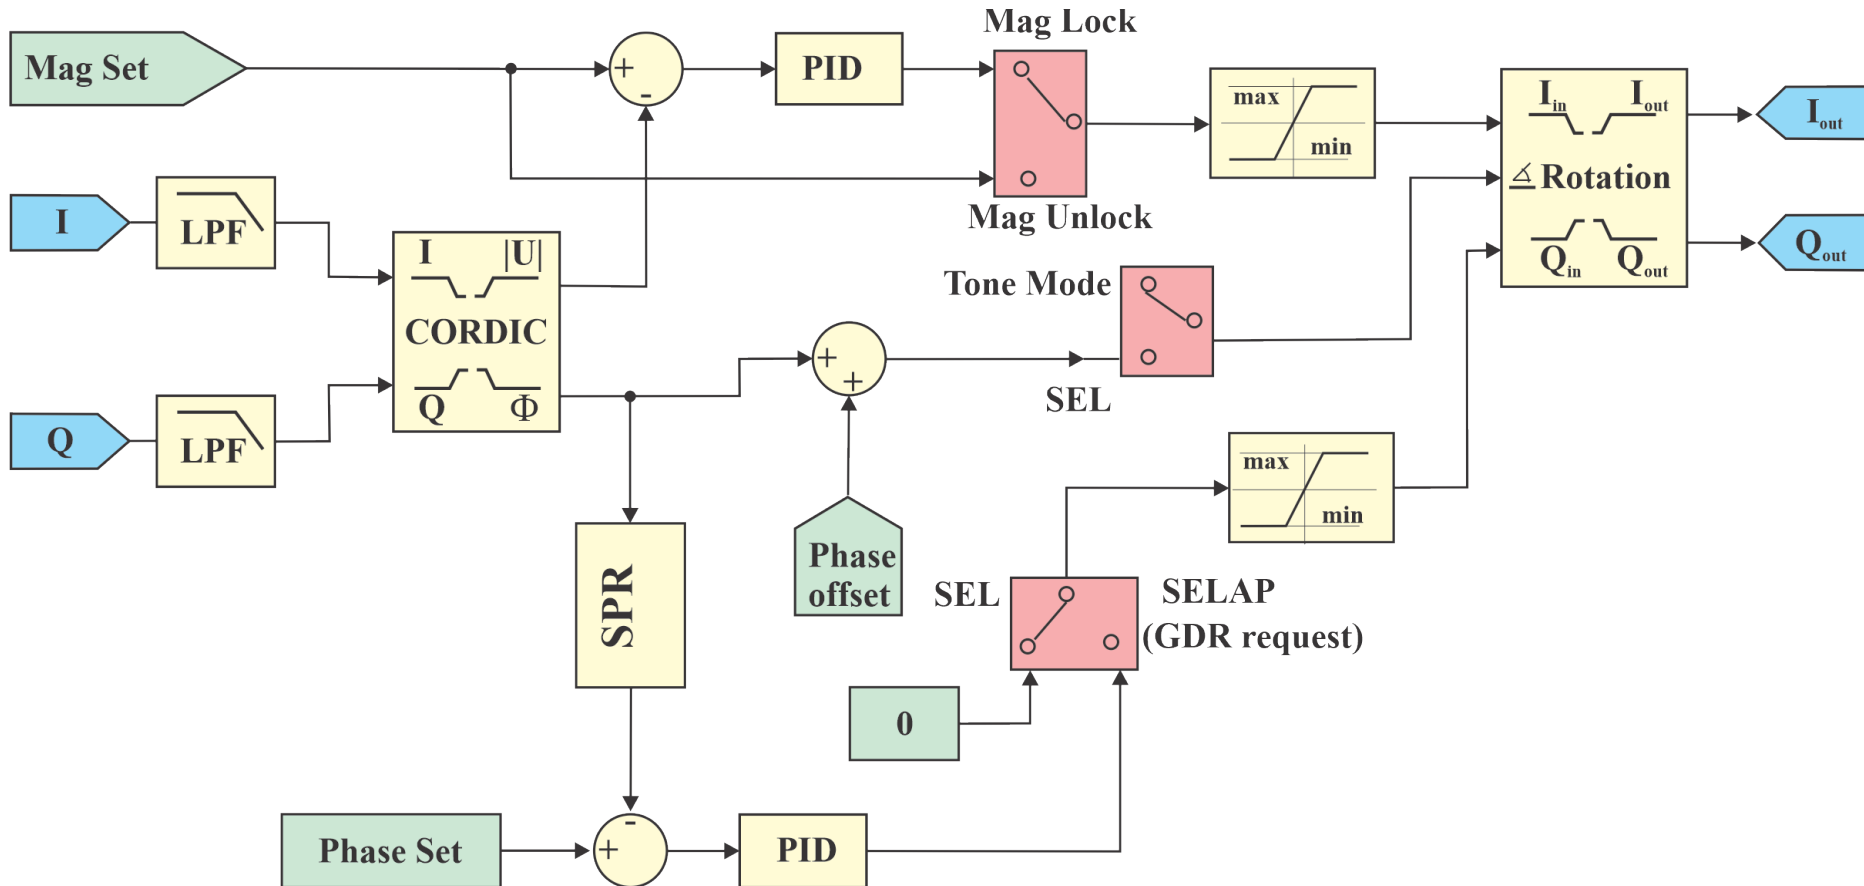 Mag Lock
Mag Set
+
-
PID
max
min
I_in I_out
∡ Rotation
Q_in Q_out
I_out
Q_out
Mag Unlock
I
LPF
I |U|
CORDIC
Q Φ
Q
LPF
Tone Mode
+
+
SEL
Phase
offset
max
min
SPR
SEL
SELAP
(GDR request)
0
Phase Set
-
+
PID